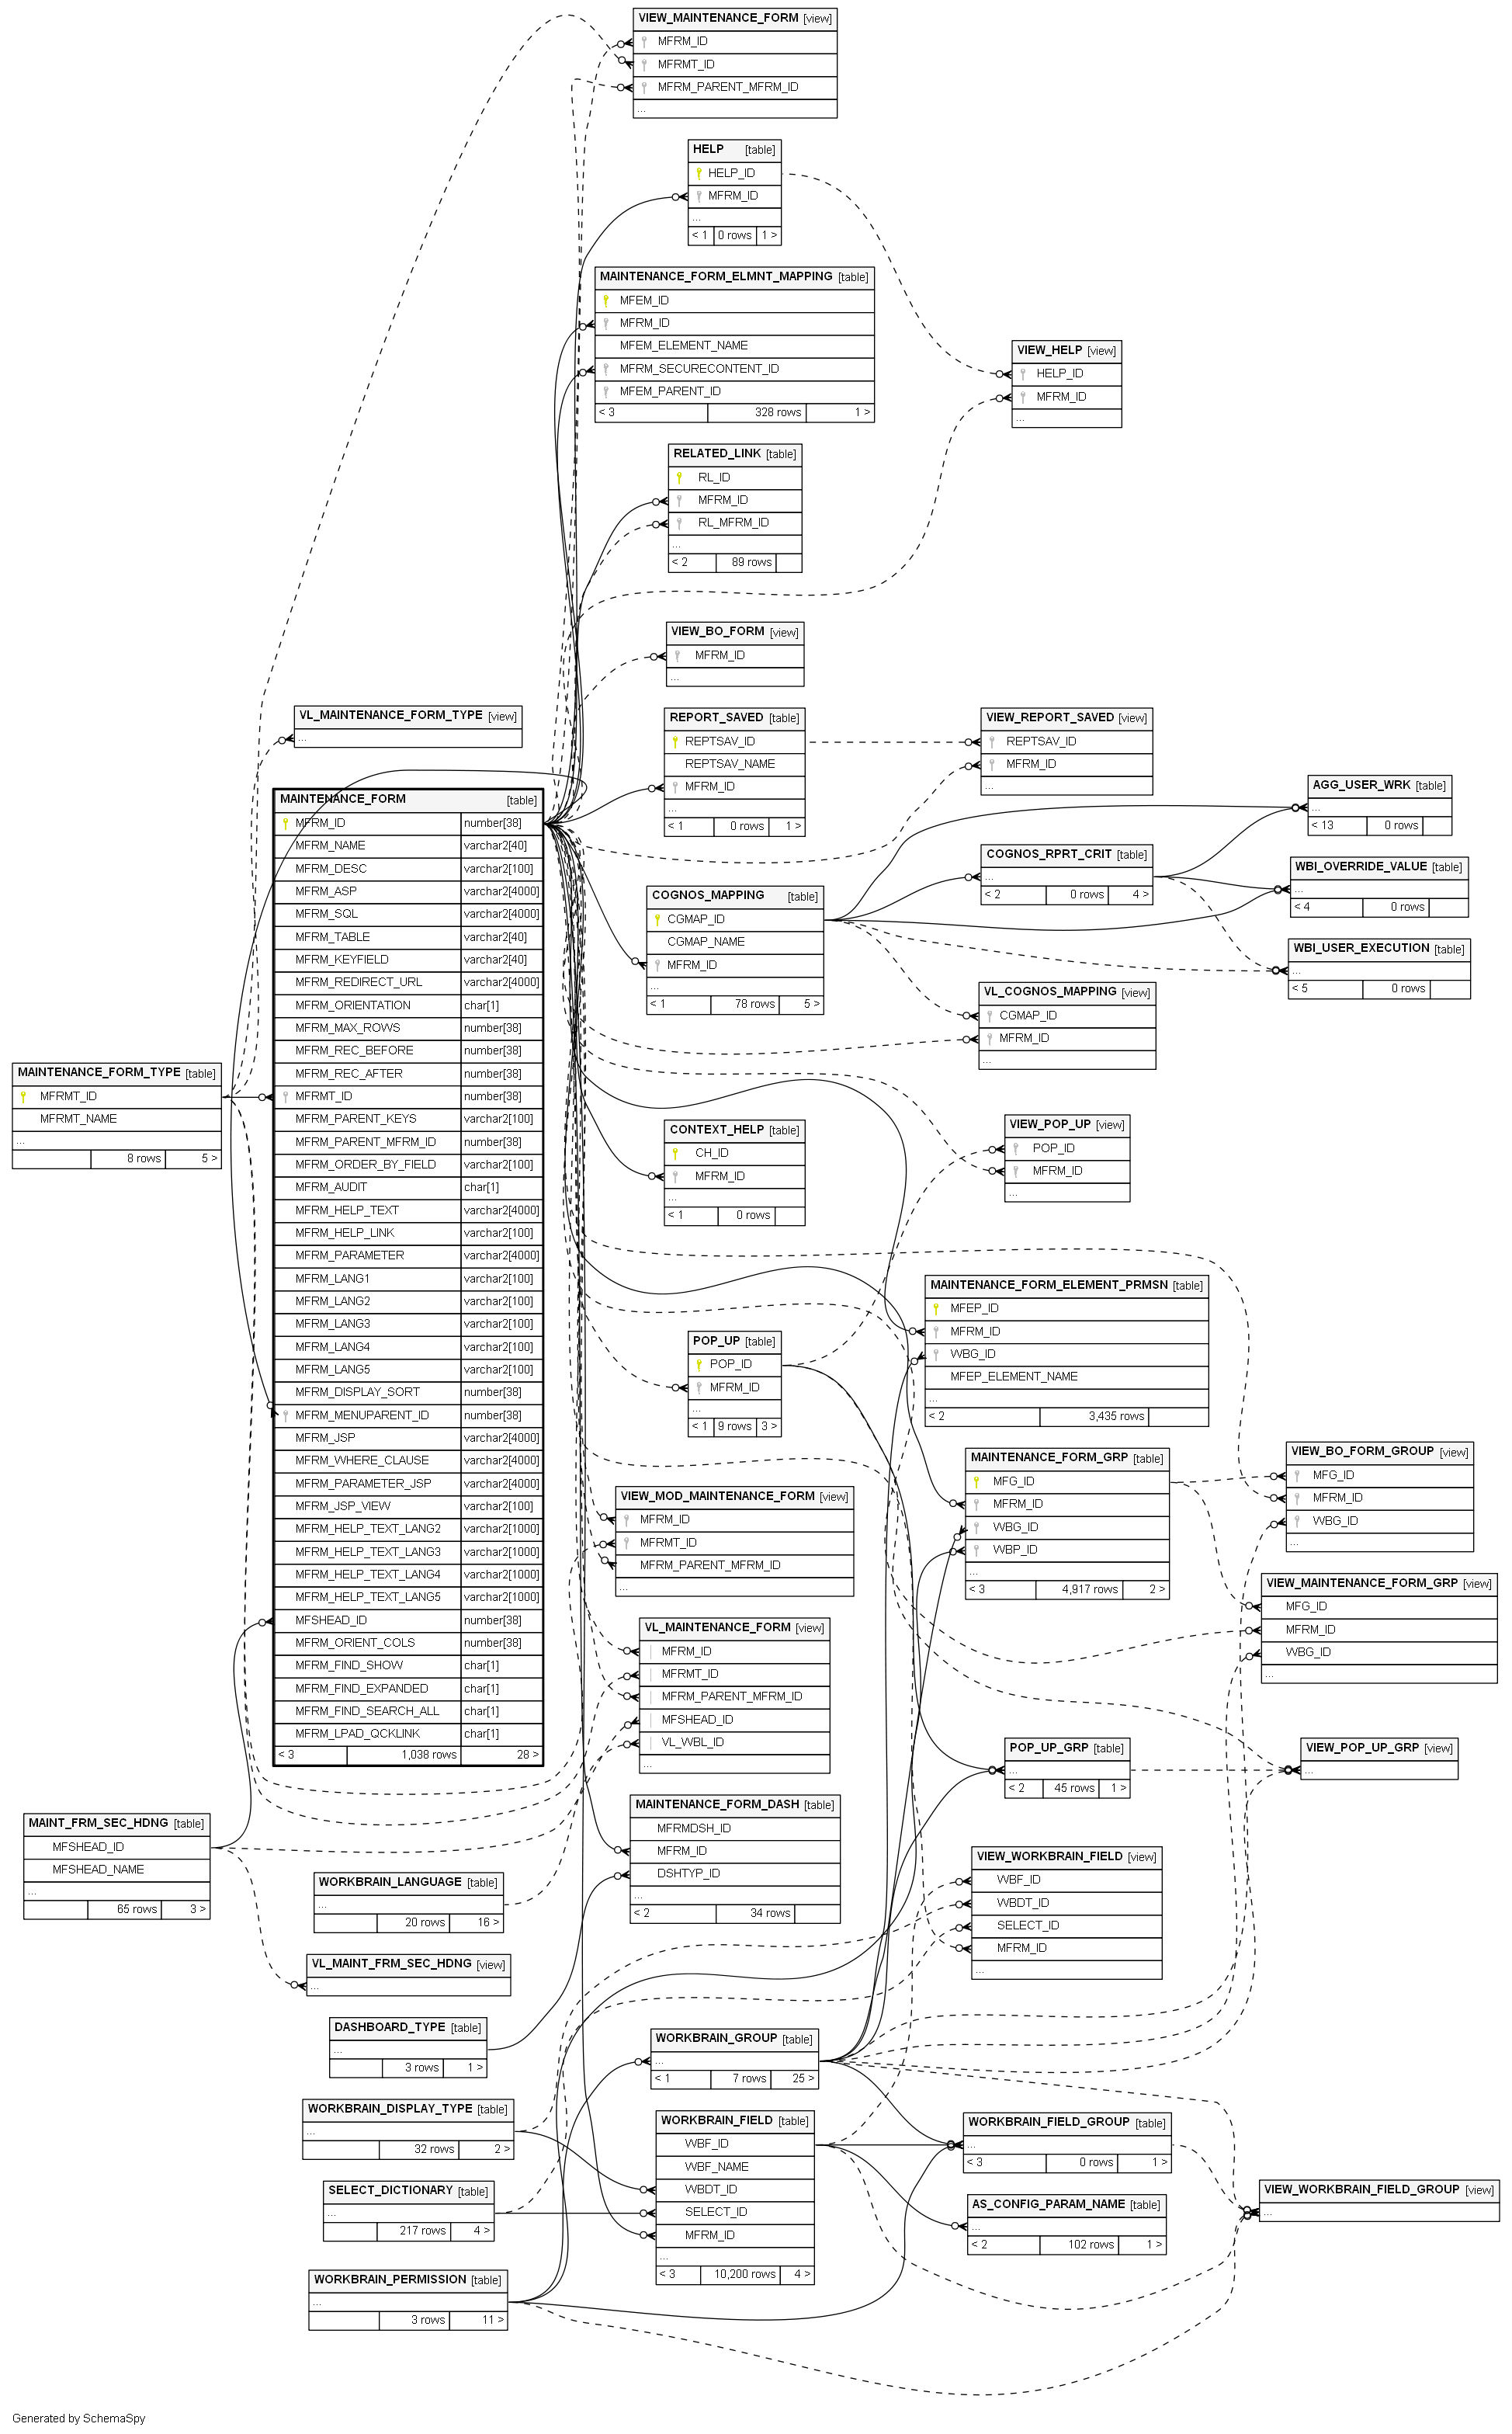 VIEW_MAINTENANCE_FORM [view]
MFRM_ID
MFRMT_ID
MFRM_PARENT_MFRM_ID
...
HELP [table]
HELP_ID
MFRM_ID
...
< 1 0 rows 1 >
MAINTENANCE_FORM_ELMNT_MAPPING [table]
MFEM_ID
MFRM_ID
MFEM_ELEMENT_NAME
MFRM_SECURECONTENT_ID
MFEM_PARENT_ID
< 3 328 rows 1 >
VIEW_HELP [view]
HELP_ID
MFRM_ID
...
RELATED_LINK [table]
RL_ID
MFRM_ID
RL_MFRM_ID
...
< 2 89 rows
VIEW_BO_FORM [view]
MFRM_ID
...
VL_MAINTENANCE_FORM_TYPE [view]
...
REPORT_SAVED [table]
REPTSAV_ID
REPTSAV_NAME
MFRM_ID
...
< 1 0 rows 1 >
VIEW_REPORT_SAVED [view]
REPTSAV_ID
MFRM_ID
...
AGG_USER_WRK [table]
...
< 13 0 rows
COGNOS_RPRT_CRIT [table]
...
< 2 0 rows 4 >
WBI_OVERRIDE_VALUE [table]
...
< 4 0 rows
COGNOS_MAPPING [table]
CGMAP_ID
CGMAP_NAME
MFRM_ID
...
< 1 78 rows 5 >
WBI_USER_EXECUTION [table]
...
< 5 0 rows
VL_COGNOS_MAPPING [view]
CGMAP_ID
MFRM_ID
...
MAINTENANCE_FORM [table]
MFRM_ID number[38]
MFRM_NAME varchar2[40]
MFRM_DESC varchar2[100]
MFRM_ASP varchar2[4000]
MFRM_SQL varchar2[4000]
MFRM_TABLE varchar2[40]
MFRM_KEYFIELD varchar2[40]
MFRM_REDIRECT_URL varchar2[4000]
MFRM_ORIENTATION char[1]
MFRM_MAX_ROWS number[38]
MFRM_REC_BEFORE number[38]
MFRM_REC_AFTER number[38]
MFRMT_ID number[38]
MFRM_PARENT_KEYS varchar2[100]
MFRM_PARENT_MFRM_ID number[38]
MFRM_ORDER_BY_FIELD varchar2[100]
MFRM_AUDIT char[1]
MFRM_HELP_TEXT varchar2[4000]
MFRM_HELP_LINK varchar2[100]
MFRM_PARAMETER varchar2[4000]
MFRM_LANG1 varchar2[100]
MFRM_LANG2 varchar2[100]
MFRM_LANG3 varchar2[100]
MFRM_LANG4 varchar2[100]
MFRM_LANG5 varchar2[100]
MFRM_DISPLAY_SORT number[38]
MFRM_MENUPARENT_ID number[38]
MFRM_JSP varchar2[4000]
MFRM_WHERE_CLAUSE varchar2[4000]
MFRM_PARAMETER_JSP varchar2[4000]
MFRM_JSP_VIEW varchar2[100]
MFRM_HELP_TEXT_LANG2 varchar2[1000]
MFRM_HELP_TEXT_LANG3 varchar2[1000]
MFRM_HELP_TEXT_LANG4 varchar2[1000]
MFRM_HELP_TEXT_LANG5 varchar2[1000]
MFSHEAD_ID number[38]
MFRM_ORIENT_COLS number[38]
MFRM_FIND_SHOW char[1]
MFRM_FIND_EXPANDED char[1]
MFRM_FIND_SEARCH_ALL char[1]
MFRM_LPAD_QCKLINK char[1]
< 3 1,038 rows 28 >
MAINTENANCE_FORM_TYPE [table]
MFRMT_ID
MFRMT_NAME
...
8 rows 5 >
CONTEXT_HELP [table]
CH_ID
MFRM_ID
...
< 1 0 rows
VIEW_POP_UP [view]
POP_ID
MFRM_ID
...
MAINTENANCE_FORM_ELEMENT_PRMSN [table]
MFEP_ID
MFRM_ID
WBG_ID
MFEP_ELEMENT_NAME
...
< 2 3,435 rows
POP_UP [table]
POP_ID
MFRM_ID
...
< 1 9 rows 3 >
MAINTENANCE_FORM_GRP [table]
MFG_ID
MFRM_ID
WBG_ID
WBP_ID
...
< 3 4,917 rows 2 >
VIEW_BO_FORM_GROUP [view]
MFG_ID
MFRM_ID
WBG_ID
...
VIEW_MOD_MAINTENANCE_FORM [view]
MFRM_ID
MFRMT_ID
MFRM_PARENT_MFRM_ID
...
VIEW_MAINTENANCE_FORM_GRP [view]
MFG_ID
MFRM_ID
WBG_ID
...
VL_MAINTENANCE_FORM [view]
MFRM_ID
MFRMT_ID
MFRM_PARENT_MFRM_ID
MFSHEAD_ID
VL_WBL_ID
...
POP_UP_GRP [table]
...
< 2 45 rows 1 >
VIEW_POP_UP_GRP [view]
...
MAINT_FRM_SEC_HDNG [table]
MFSHEAD_ID
MFSHEAD_NAME
...
65 rows 3 >
MAINTENANCE_FORM_DASH [table]
MFRMDSH_ID
MFRM_ID
DSHTYP_ID
...
< 2 34 rows
WORKBRAIN_LANGUAGE [table]
...
20 rows 16 >
VIEW_WORKBRAIN_FIELD [view]
WBF_ID
WBDT_ID
SELECT_ID
MFRM_ID
...
VL_MAINT_FRM_SEC_HDNG [view]
...
DASHBOARD_TYPE [table]
...
3 rows 1 >
WORKBRAIN_GROUP [table]
...
< 1 7 rows 25 >
WORKBRAIN_DISPLAY_TYPE [table]
...
32 rows 2 >
WORKBRAIN_FIELD [table]
WBF_ID
WBF_NAME
WBDT_ID
SELECT_ID
MFRM_ID
...
< 3 10,200 rows 4 >
WORKBRAIN_FIELD_GROUP [table]
...
< 3 0 rows 1 >
SELECT_DICTIONARY [table]
...
217 rows 4 >
VIEW_WORKBRAIN_FIELD_GROUP [view]
...
AS_CONFIG_PARAM_NAME [table]
...
< 2 102 rows 1 >
WORKBRAIN_PERMISSION [table]
...
3 rows 11 >
Generated by SchemaSpy